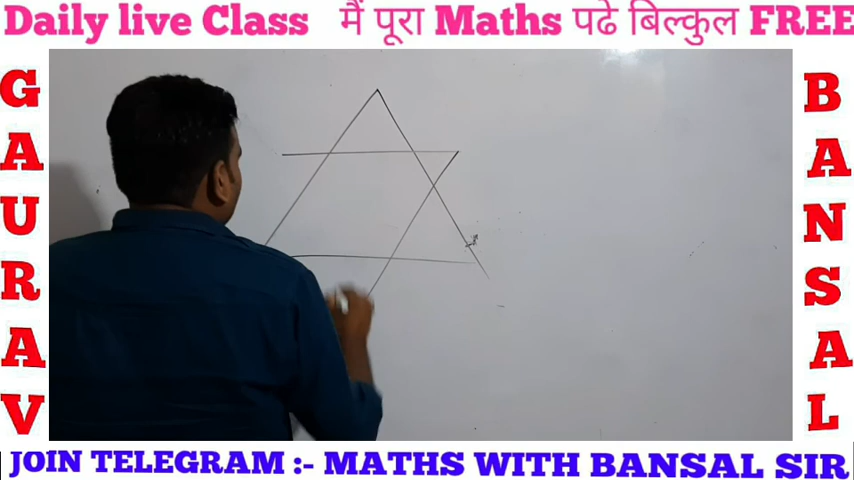 Daily live Class मैं पूरा Maths पढे बिल्कुल FREE
GAURAV
BANSAL
JOIN TELEGRAM :- MATHS WITH BANSAL SIR